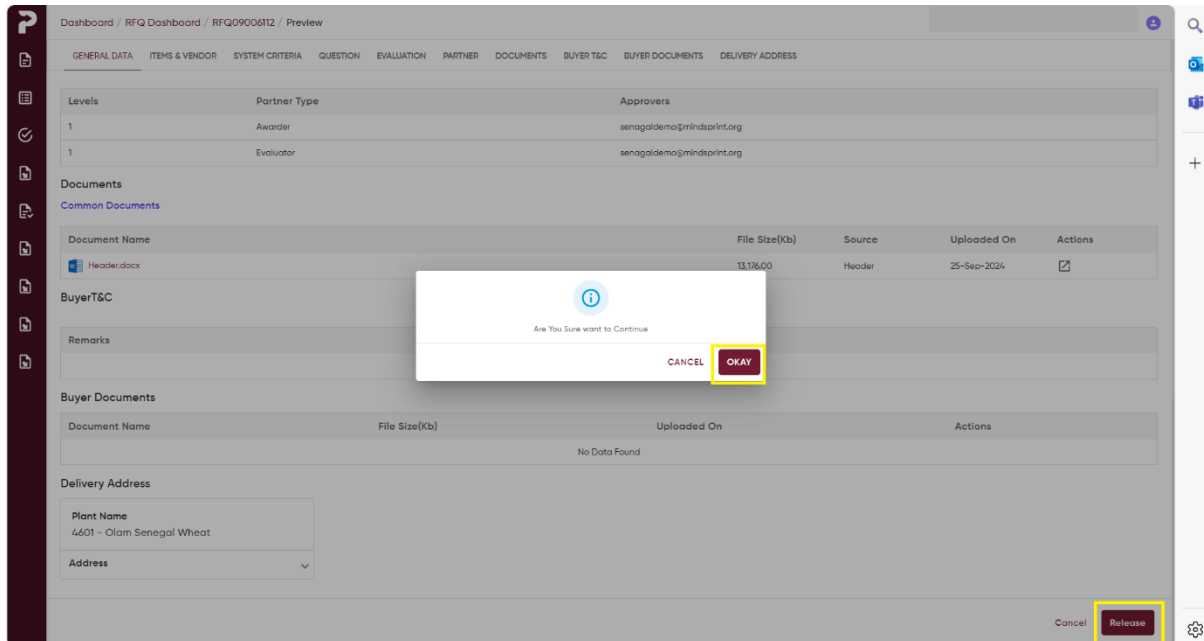 Dashboard / RFQ Dashboard / RFQ09006112 / Preview
GENERAL DATA ITEMS & VENDOR SYSTEM CRITERIA QUESTION EVALUATION PARTNER DOCUMENTS BUYER T&C BUYER DOCUMENTS DELIVERY ADDRESS
Levels Partner Type Approvers
1 Awarder senagaldemo@mindsprint.org
1 Evaluator senagaldemo@mindsprint.org
Documents
Common Documents
Document Name File Size(Kb) Source Uploaded On Actions
Header.docx 13,176.00 Header 25-Sep-2024
BuyerT&C
Are You Sure want to Continue
Remarks
CANCEL OKAY
Buyer Documents
Document Name File Size(Kb) Uploaded On Actions
No Data Found
Delivery Address
Plant Name
4601 - Olam Senegal Wheat
Address
Cancel Release